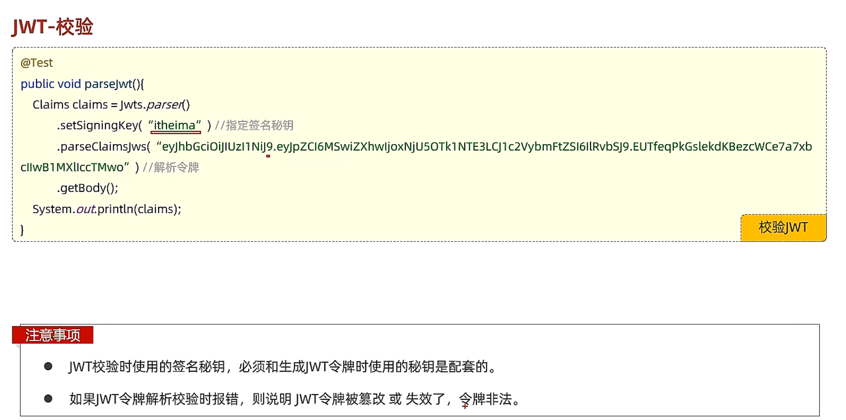 JWT-校验
@Test
public void parseJwt(){
Claims claims = Jwts.parser()
.setSigningKey(“itheima”) //指定签名秘钥
.parseClaimsJws(“eyJhbGciOiJIUzI1NiJ9.eyJpZCI6MSwiZXhwIjoxNjU5OTk1NTE3LCJ1c2VybmFtZSI6IlRvbSJ9.EUTfeqPkGslekdKBezcWCe7a7xb
cIIwB1MXlIccTMwo”) //解析令牌
.getBody();
System.out.println(claims);
}
校验JWT
注意事项
● JWT校验时使用的签名秘钥，必须和生成JWT令牌时使用的秘钥是配套的。
● 如果JWT令牌解析校验时报错，则说明 JWT令牌被篡改 或 失效了，令牌非法。